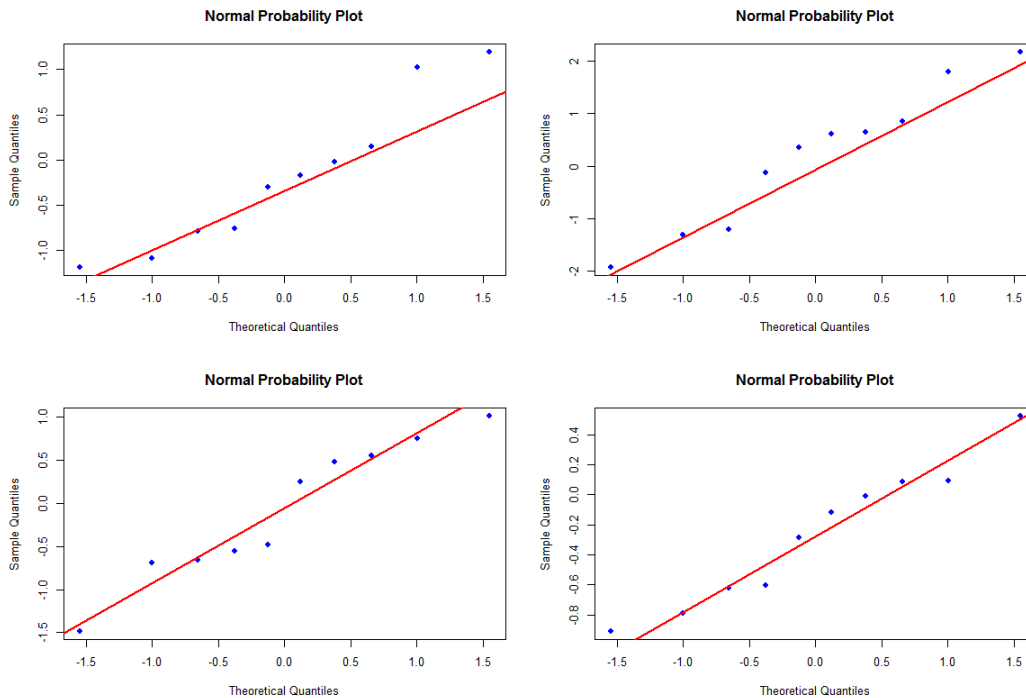 Normal Probability Plot
Sample Quantiles
1.0
0.5
0.0
-0.5
-1.0
-1.5 -1.0 -0.5 0.0 0.5 1.0 1.5
Theoretical Quantiles
Normal Probability Plot
Sample Quantiles
2
1
0
-1
-2
-1.5 -1.0 -0.5 0.0 0.5 1.0 1.5
Theoretical Quantiles
Normal Probability Plot
Sample Quantiles
1.0
0.5
0.0
-0.5
-1.0
-1.5
-1.5 -1.0 -0.5 0.0 0.5 1.0 1.5
Theoretical Quantiles
Normal Probability Plot
Sample Quantiles
0.4
0.2
0.0
-0.2
-0.4
-0.6
-0.8
-1.5 -1.0 -0.5 0.0 0.5 1.0 1.5
Theoretical Quantiles